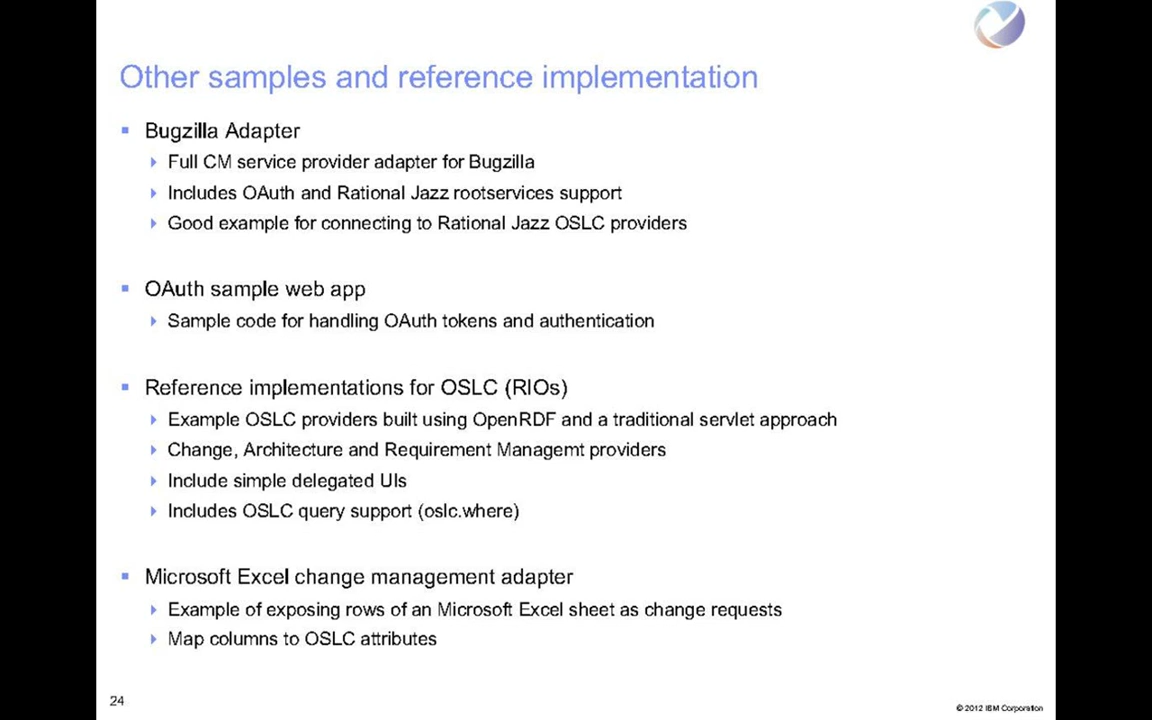 Other samples and reference implementation
Bugzilla Adapter
Full CM service provider adapter for Bugzilla
Includes OAuth and Rational Jazz rootservices support
Good example for connecting to Rational Jazz OSLC providers
OAuth sample web app
Sample code for handling OAuth tokens and authentication
Reference implementations for OSLC (RIOs)
Example OSLC providers built using OpenRDF and a traditional servlet approach
Change, Architecture and Requirement Managemt providers
Include simple delegated UIs
Includes OSLC query support (oslc.where)
Microsoft Excel change management adapter
Example of exposing rows of an Microsoft Excel sheet as change requests
Map columns to OSLC attributes
24
© 2012 IBM Corporation